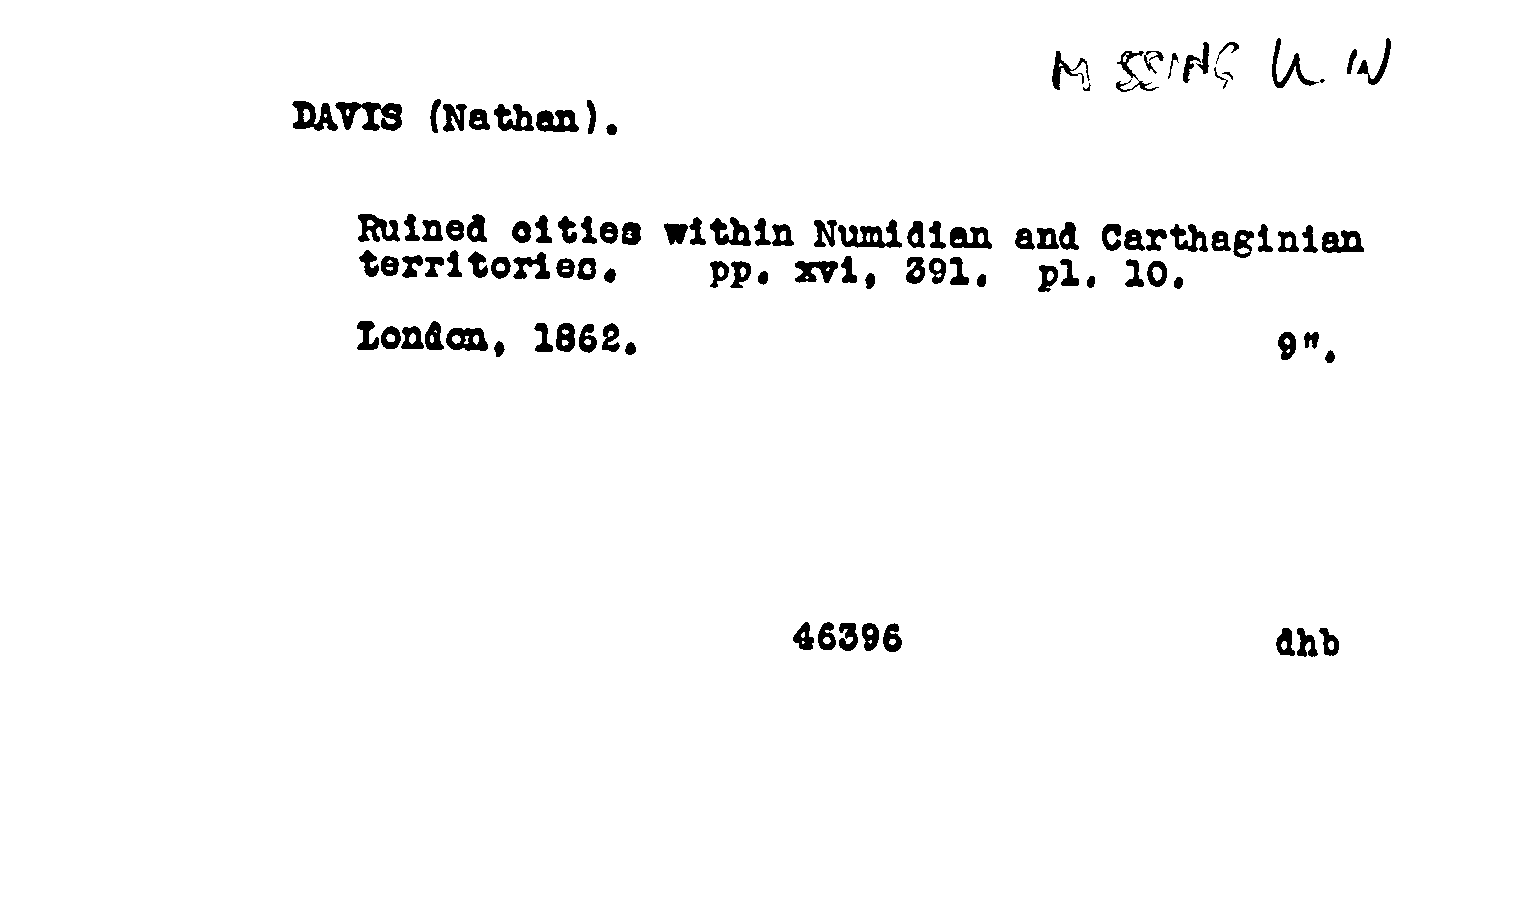 MISSING
DAVIS (Nathan).
Ruined cities within Numidian and Carthaginian
territories. pp. xvi, 391. pl. 10.
London, 1862. 9".
46396 dhb